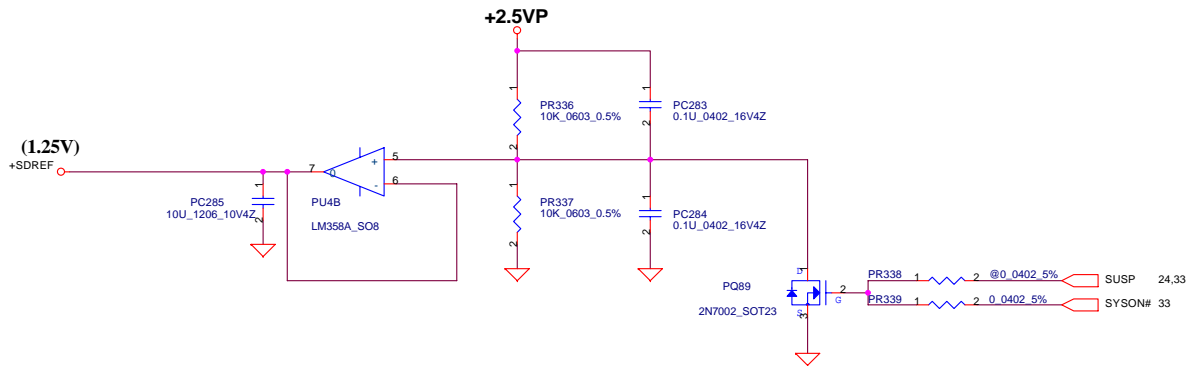 +2.5VP
1
PR336
10K_0603_0.5%
2
1
PC283
0.1U_0402_16V4Z
2
(1.25V)
+SDREF
7
O
+
-
5
6
1
PC285
10U_1206_10V4Z
2
PU4B
LM358A_SO8
1
PR337
10K_0603_0.5%
2
1
PC284
0.1U_0402_16V4Z
2
1
D
PQ89
2N7002_SOT23
S
3
G
2
PR338
1
2
@0_0402_5%
SUSP
24,33
PR339
1
2
0_0402_5%
SYSON#
33